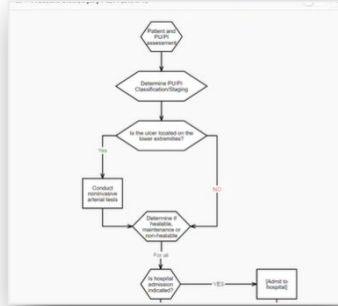 Patient and
PU/PI
assessment
Determine PU/PI
Classification/Staging
Is the ulcer located on the
lower extremities?
Yes
NO
Conduct
noninvasive
arterial tests
Determine if
healable,
maintenance or
non-healable
For all
Is hospital
admission
indicated?
YES
[Admit to
hospital]